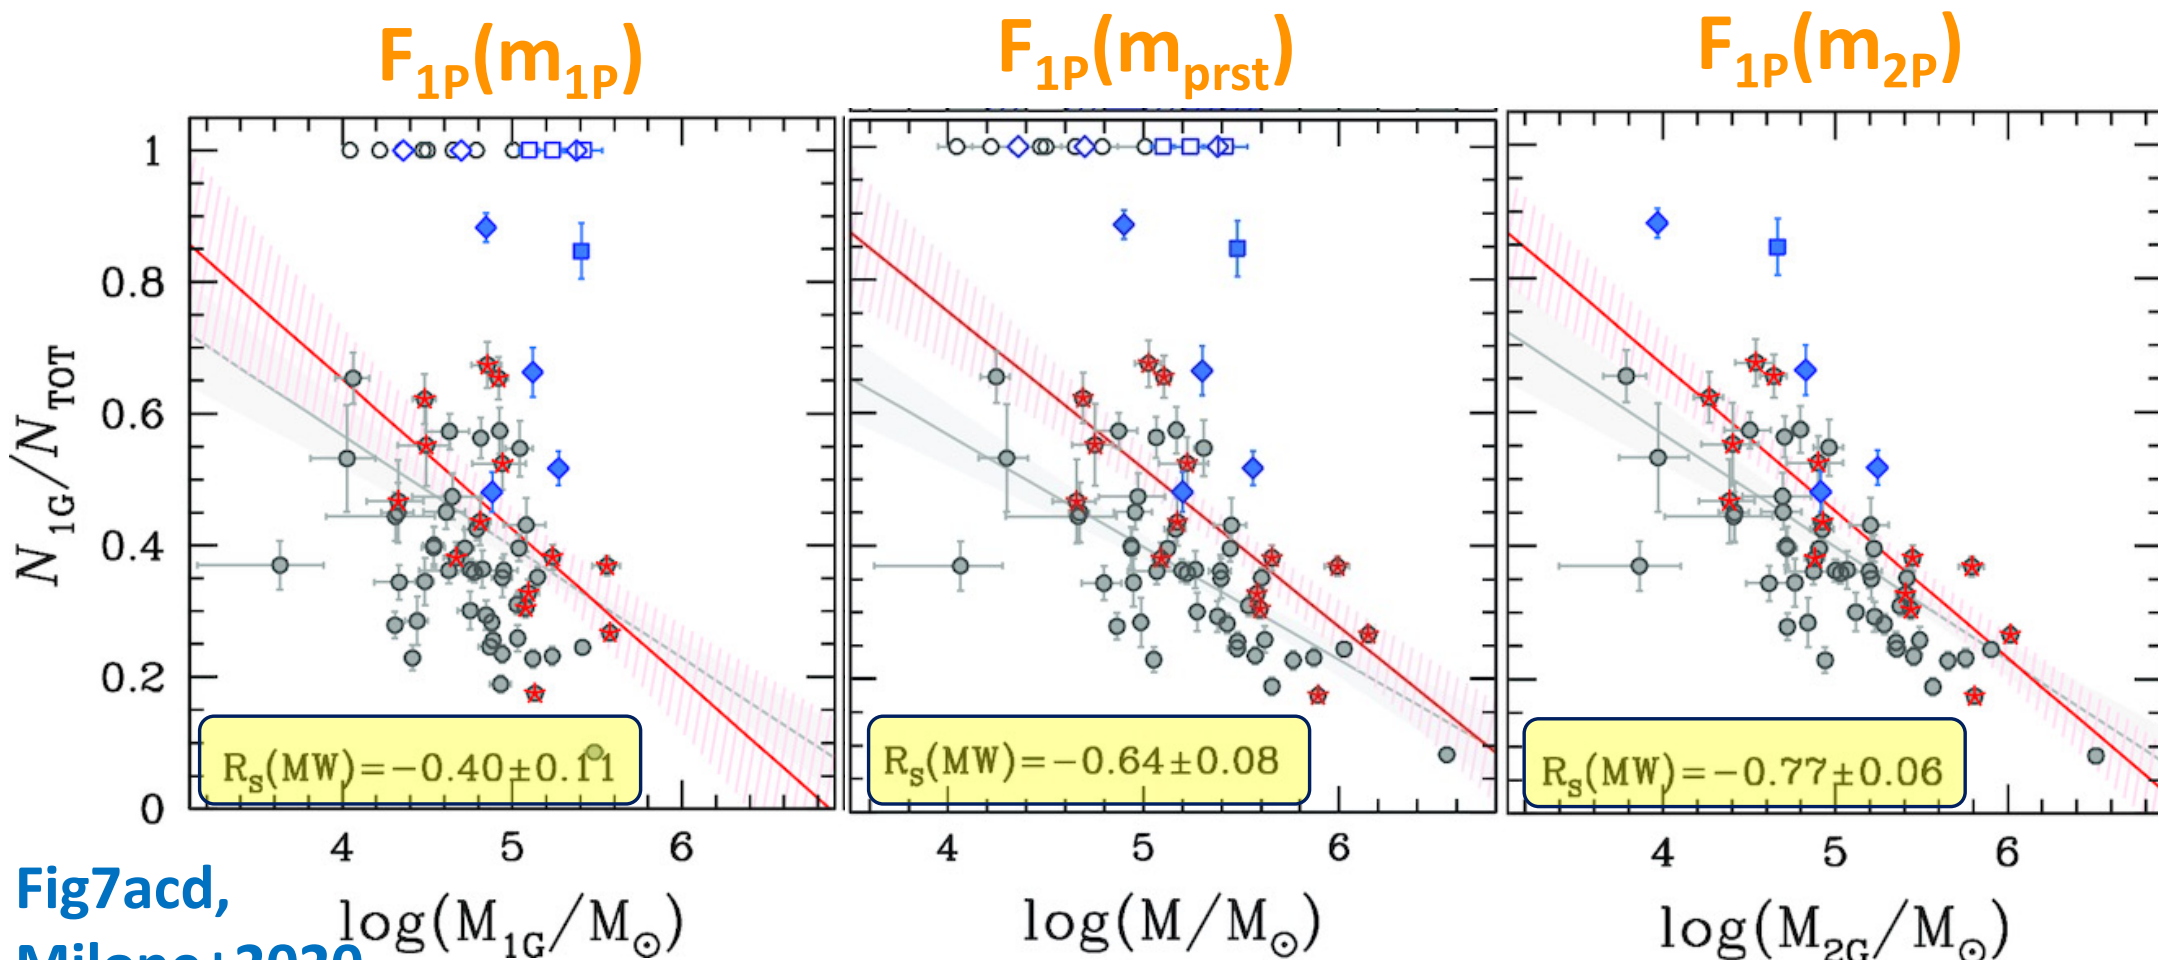 F1P(m1P)
F1P(mprst)
F1P(m2P)
N1G/NTOT
1
0.8
0.6
0.4
0.2
0
RS(MW)=−0.40±0.11
RS(MW)=−0.64±0.08
RS(MW)=−0.77±0.06
4 5 6
4 5 6
4 5 6
log(M1G/M⊙)
log(M/M⊙)
log(M2G/M⊙)
Fig7acd,
Milone+2020